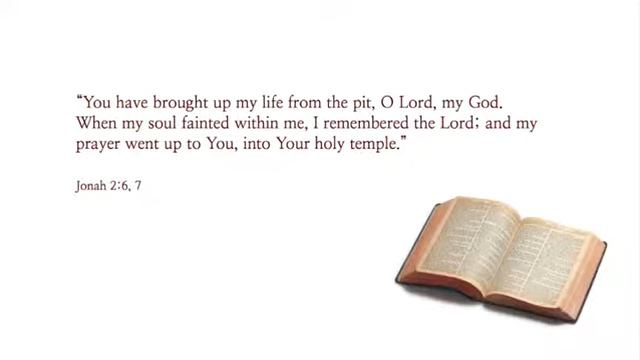 “You have brought up my life from the pit, O Lord, my God.
When my soul fainted within me, I remembered the Lord; and my
prayer went up to You, into Your holy temple.”
Jonah 2:6, 7